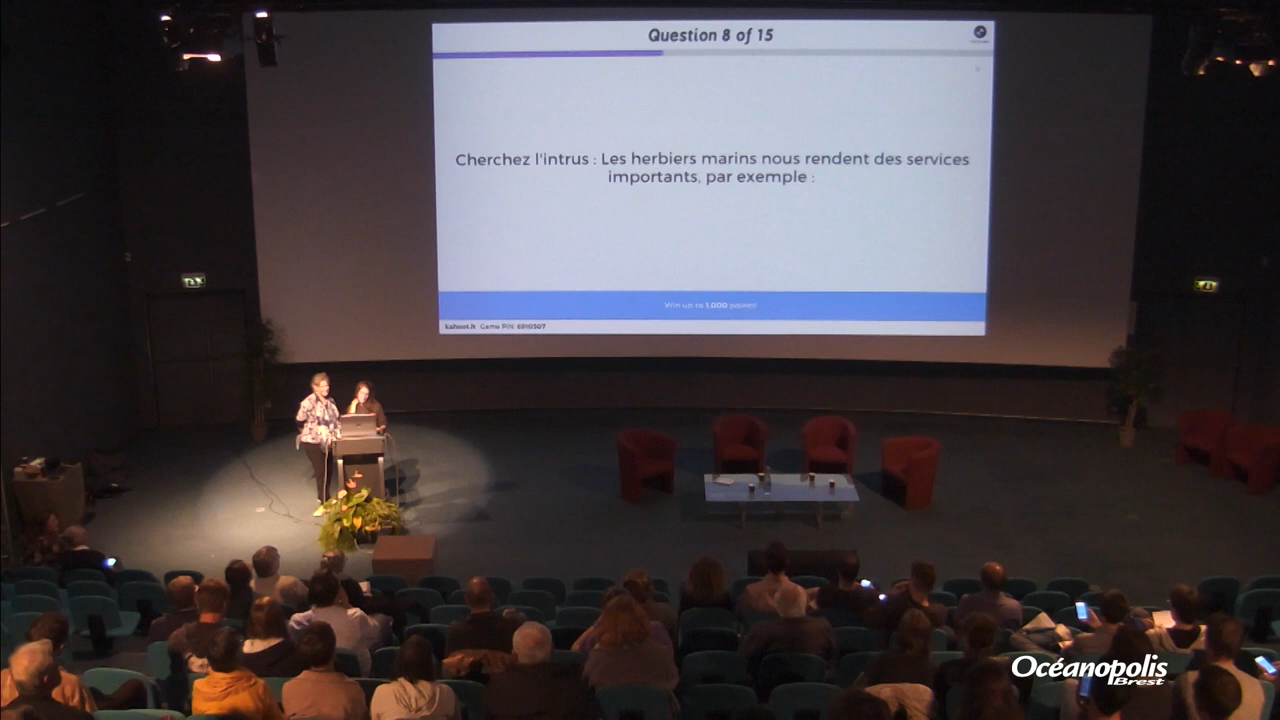 Question 8 of 15
Cherchez l'intrus : Les herbiers marins nous rendent des services
importants, par exemple :
Win up to 1,000 points!
kahoot.it Game PIN: 6910507
Océanopolis
Brest